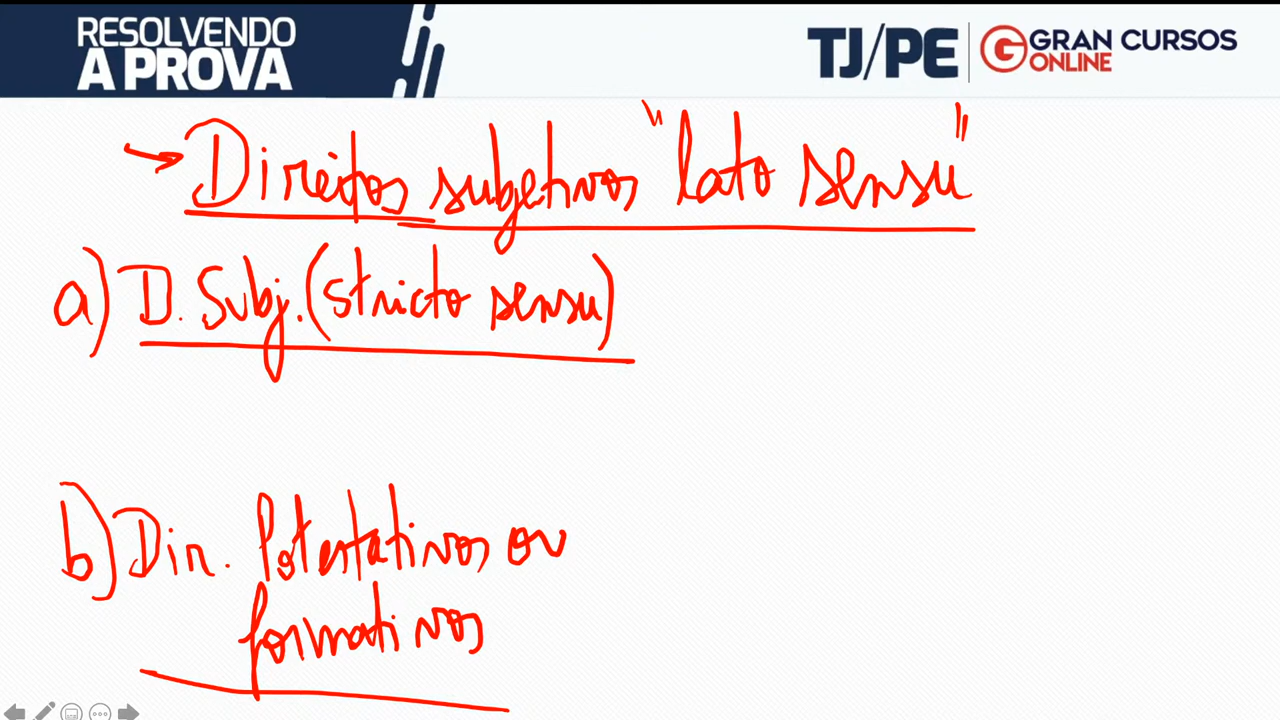 RESOLVENDO
A PROVA
TJ/PE
GRAN CURSOS
ONLINE
→ Direitos subjetivos "lato sensu"
a) D. Subj. (stricto sensu)
b) Dir. Potestativos ou
formativos